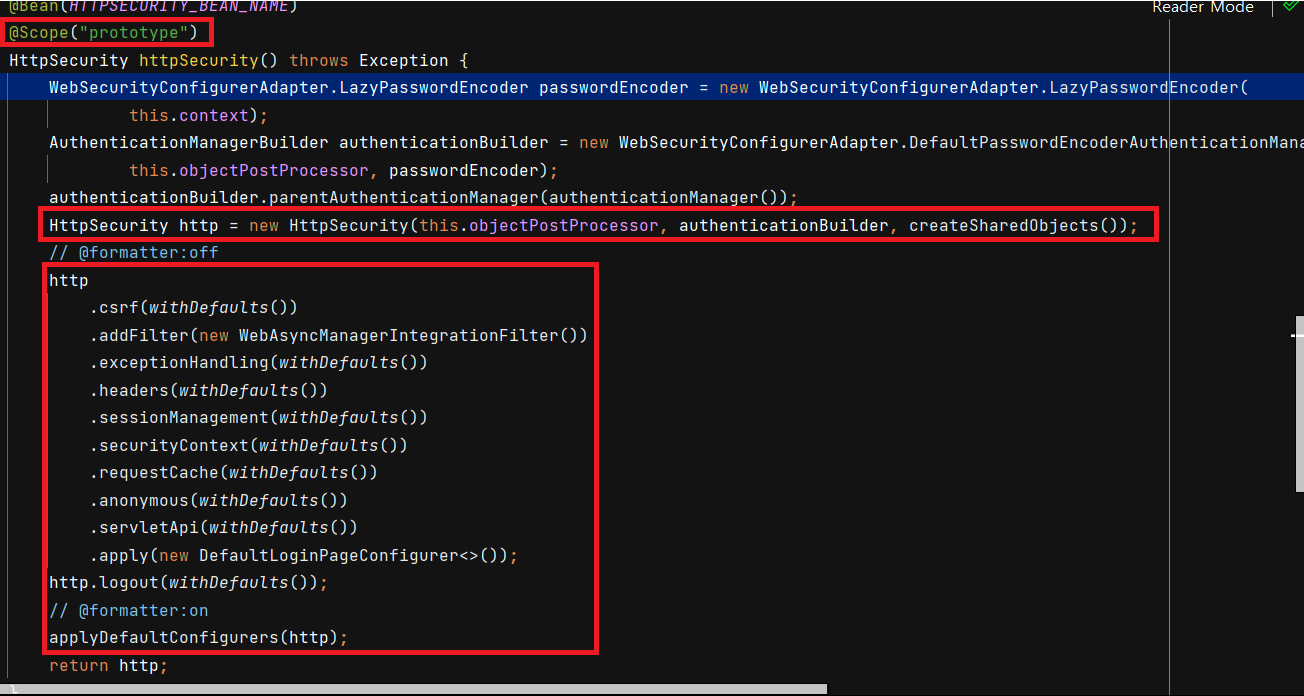 @Bean(HTTPSECURITY_BEAN_NAME)
Reader Mode
@Scope("prototype")
HttpSecurity httpSecurity() throws Exception {
WebSecurityConfigurerAdapter.LazyPasswordEncoder passwordEncoder = new WebSecurityConfigurerAdapter.LazyPasswordEncoder(
this.context);
AuthenticationManagerBuilder authenticationBuilder = new WebSecurityConfigurerAdapter.DefaultPasswordEncoderAuthenticationMana
this.objectPostProcessor, passwordEncoder);
authenticationBuilder.parentAuthenticationManager(authenticationManager());
HttpSecurity http = new HttpSecurity(this.objectPostProcessor, authenticationBuilder, createSharedObjects());
// @formatter:off
http
.csrf(withDefaults())
.addFilter(new WebAsyncManagerIntegrationFilter())
.exceptionHandling(withDefaults())
.headers(withDefaults())
.sessionManagement(withDefaults())
.securityContext(withDefaults())
.requestCache(withDefaults())
.anonymous(withDefaults())
.servletApi(withDefaults())
.apply(new DefaultLoginPageConfigurer<>());
http.logout(withDefaults());
// @formatter:on
applyDefaultConfigurers(http);
return http;
}